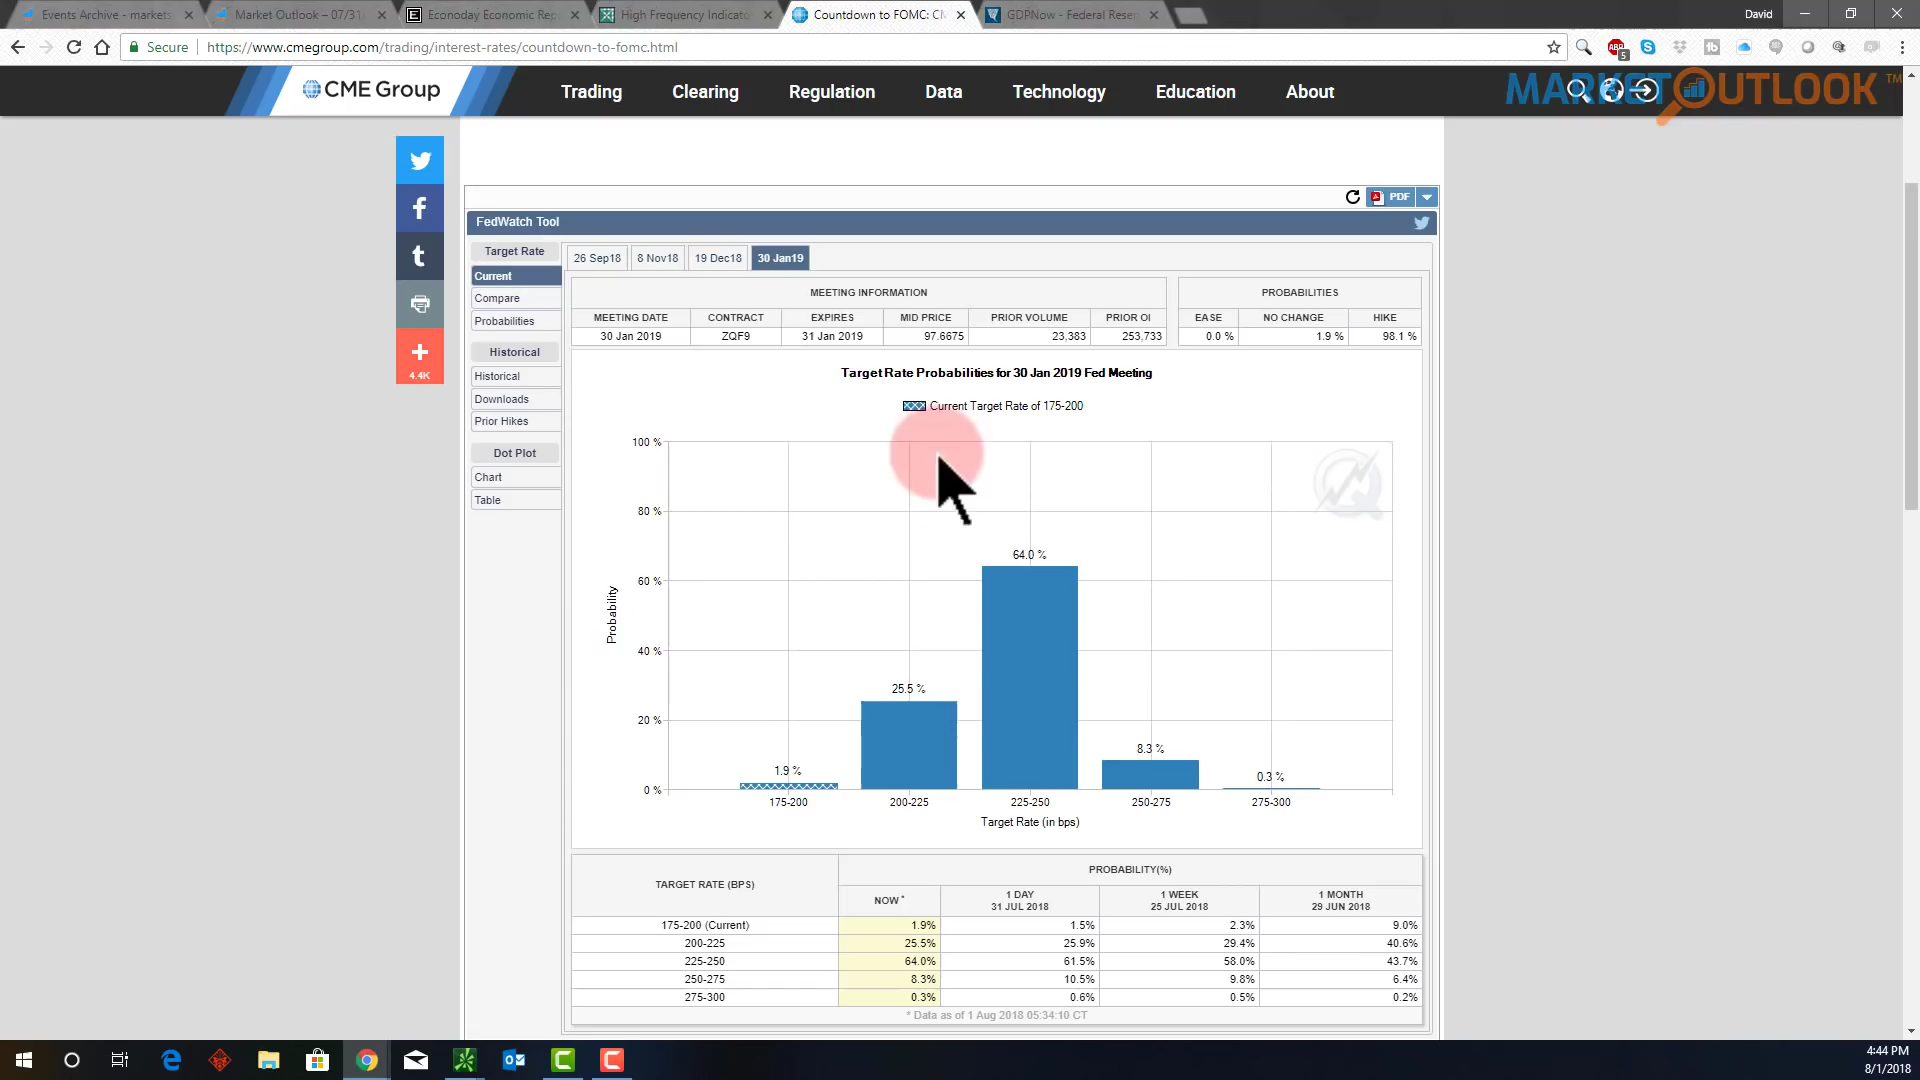 Events Archive - markets
Market Outlook – 07/31/
Econoday Economic Rep
High Frequency Indicato
Countdown to FOMC: CM
GDPNow - Federal Reser
David
Secure
https://www.cmegroup.com/trading/interest-rates/countdown-to-fomc.html
CME Group
Trading
Clearing
Regulation
Data
Technology
Education
About
MARKET OUTLOOK TM
4.4K
PDF
FedWatch Tool
Target Rate
Current
Compare
Probabilities
Historical
Historical
Downloads
Prior Hikes
Dot Plot
Chart
Table
26 Sep18 8 Nov18 19 Dec18 30 Jan19
MEETING INFORMATION
MEETING DATE CONTRACT EXPIRES MID PRICE PRIOR VOLUME PRIOR OI
30 Jan 2019 ZQF9 31 Jan 2019 97.6675 23,383 253,733
PROBABILITIES
EASE NO CHANGE HIKE
0.0 % 1.9 % 98.1 %
Target Rate Probabilities for 30 Jan 2019 Fed Meeting
Current Target Rate of 175-200
100 %
80 %
60 %
40 %
20 %
0 %
Probability
1.9 %
25.5 %
64.0 %
8.3 %
0.3 %
175-200 200-225 225-250 250-275 275-300
Target Rate (in bps)
TARGET RATE (BPS)
PROBABILITY(%)
NOW *
1 DAY
31 JUL 2018
1 WEEK
25 JUL 2018
1 MONTH
29 JUN 2018
175-200 (Current) 1.9% 1.5% 2.3% 9.0%
200-225 25.5% 25.9% 29.4% 40.6%
225-250 64.0% 61.5% 58.0% 43.7%
250-275 8.3% 10.5% 9.8% 6.4%
275-300 0.3% 0.6% 0.5% 0.2%
* Data as of 1 Aug 2018 05:34:10 CT
4:44 PM
8/1/2018